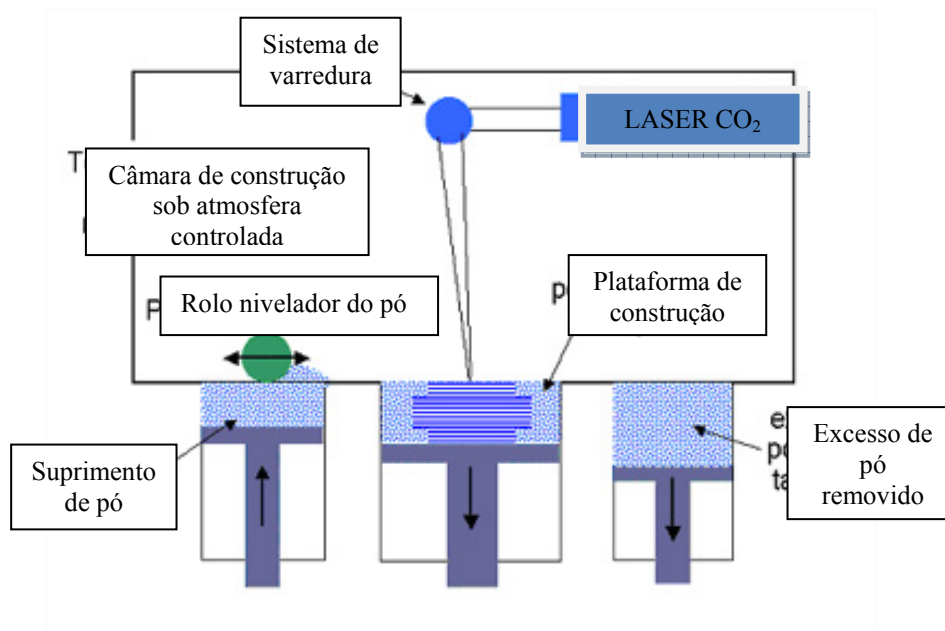 Sistema de
varredura
LASER CO₂
Câmara de construção
sob atmosfera
controlada
Rolo nivelador do pó
Plataforma de
construção
Suprimento
de pó
Excesso de
pó
removido